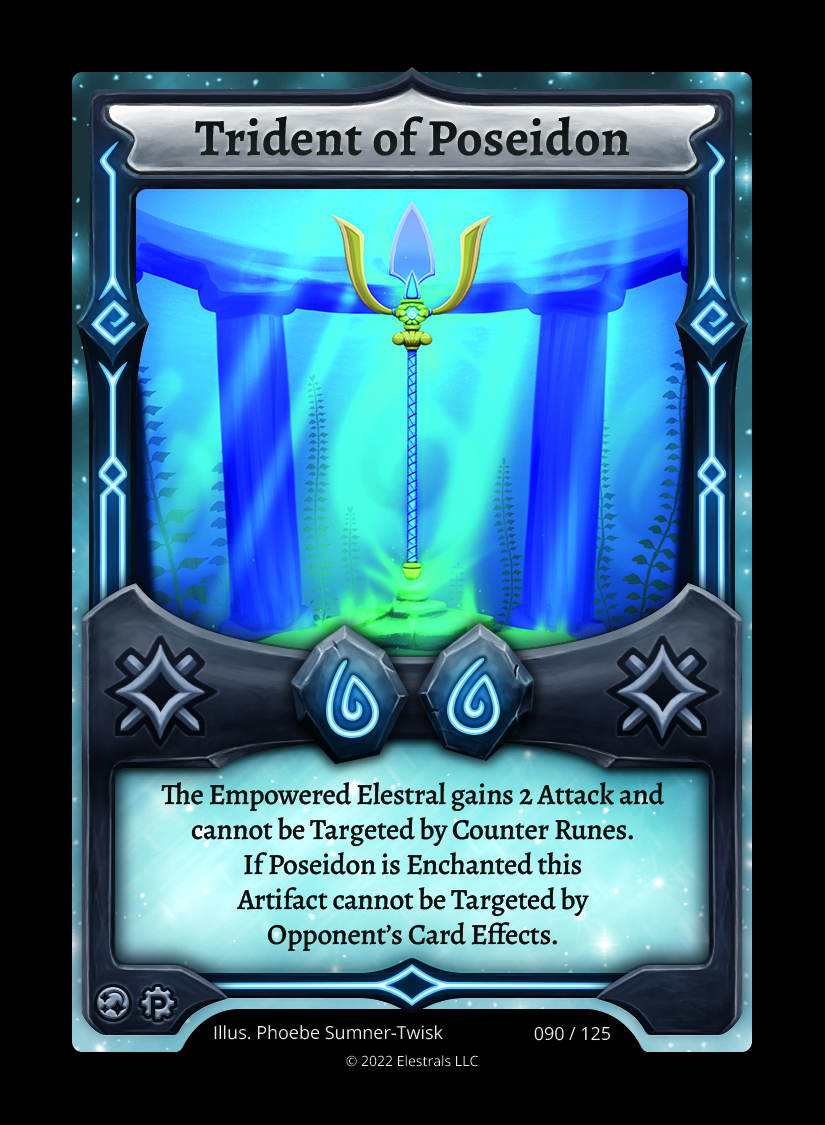 Trident of Poseidon
The Empowered Elestral gains 2 Attack and
cannot be Targeted by Counter Runes.
If Poseidon is Enchanted this
Artifact cannot be Targeted by
Opponent's Card Effects.
P
Illus. Phoebe Sumner-Twisk 090 / 125
© 2022 Elestrals LLC